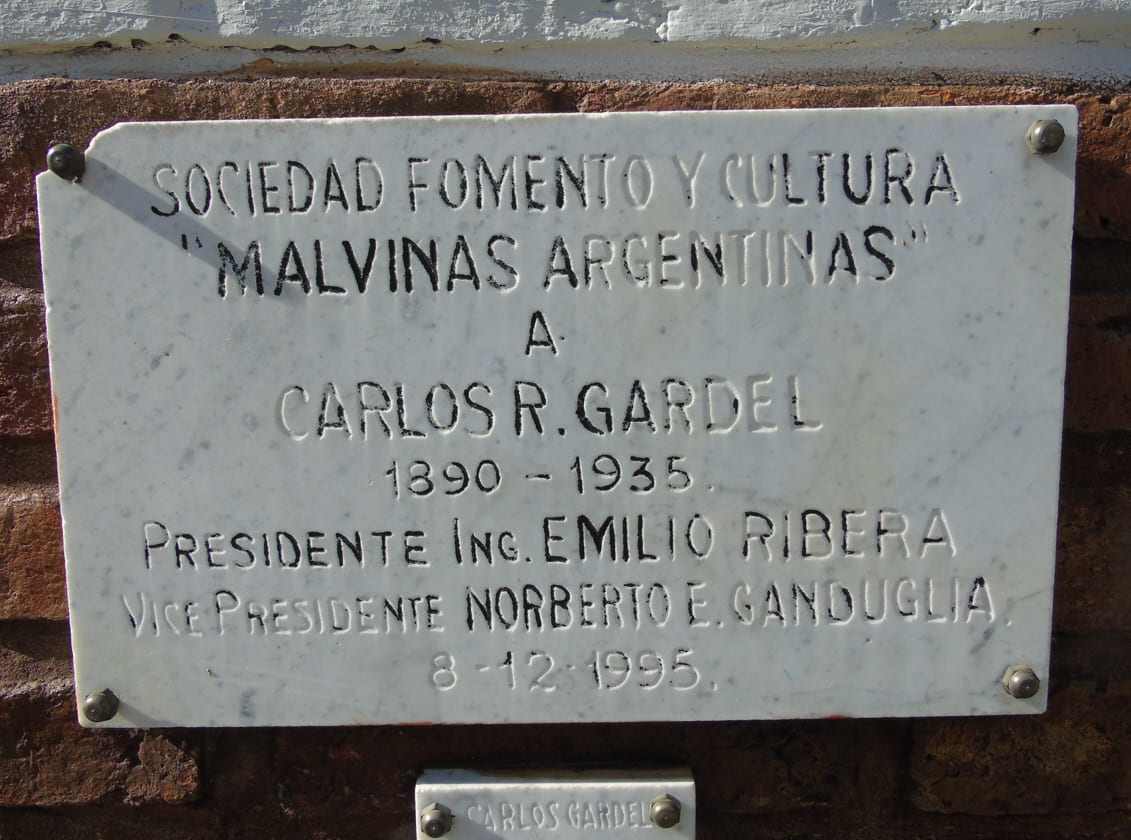 SOCIEDAD FOMENTO Y CULTURA
"MALVINAS ARGENTINAS"
A
CARLOS R. GARDEL
1890 - 1935.
PRESIDENTE ING. EMILIO RIBERA
VICE PRESIDENTE NORBERTO E. GANDUGLIA.
8-12-1995.
CARLOS GARDEL